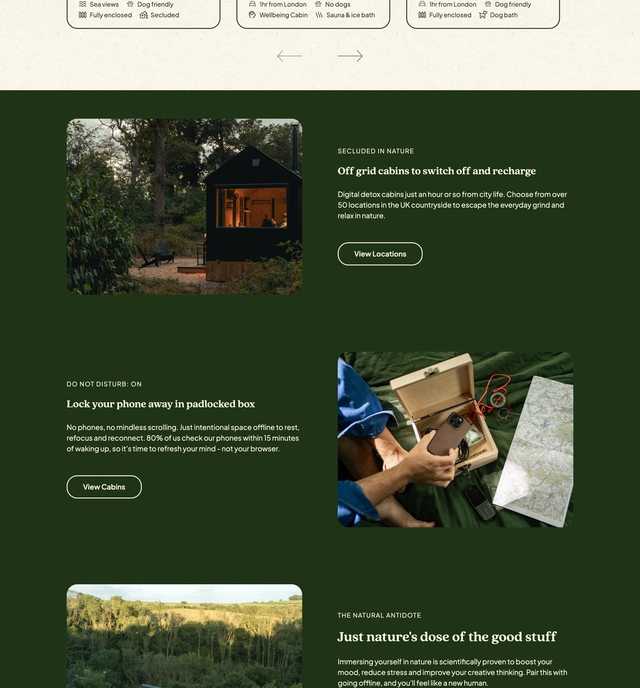 Sea views Dog friendly
Fully enclosed Secluded
1hr from London No dogs
Wellbeing Cabin Sauna & ice bath
1hr from London Dog friendly
Fully enclosed Dog bath
SECLUDED IN NATURE
Off grid cabins to switch off and recharge
Digital detox cabins just an hour or so from city life. Choose from over
50 locations in the UK countryside to escape the everyday grind and
relax in nature.
View Locations
DO NOT DISTURB: ON
Lock your phone away in padlocked box
No phones, no mindless scrolling. Just intentional space offline to rest,
refocus and reconnect. 80% of us check our phones within 15 minutes
of waking up, so it's time to refresh your mind - not your browser.
View Cabins
THE NATURAL ANTIDOTE
Just nature's dose of the good stuff
Immersing yourself in nature is scientifically proven to boost your
mood, reduce stress and improve your creative thinking. Pair this with
going offline, and you'll feel like a new human.